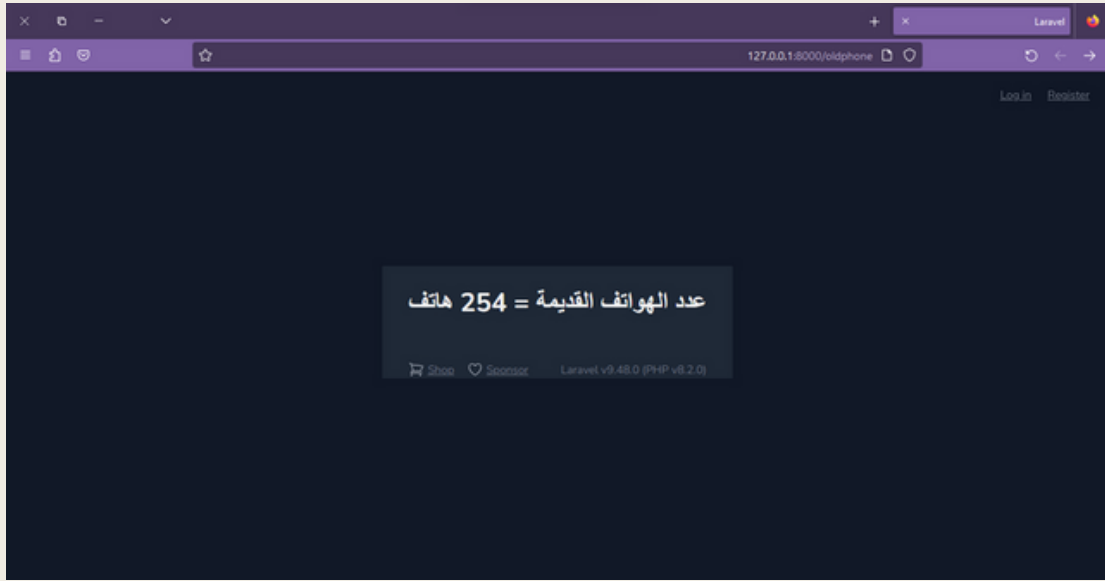 Laravel
127.0.0.1:8000/oldphone
Log in Register
عدد الهواتف القديمة = 254 هاتف
Shop Sponsor Laravel v9.48.0 (PHP v8.2.0)